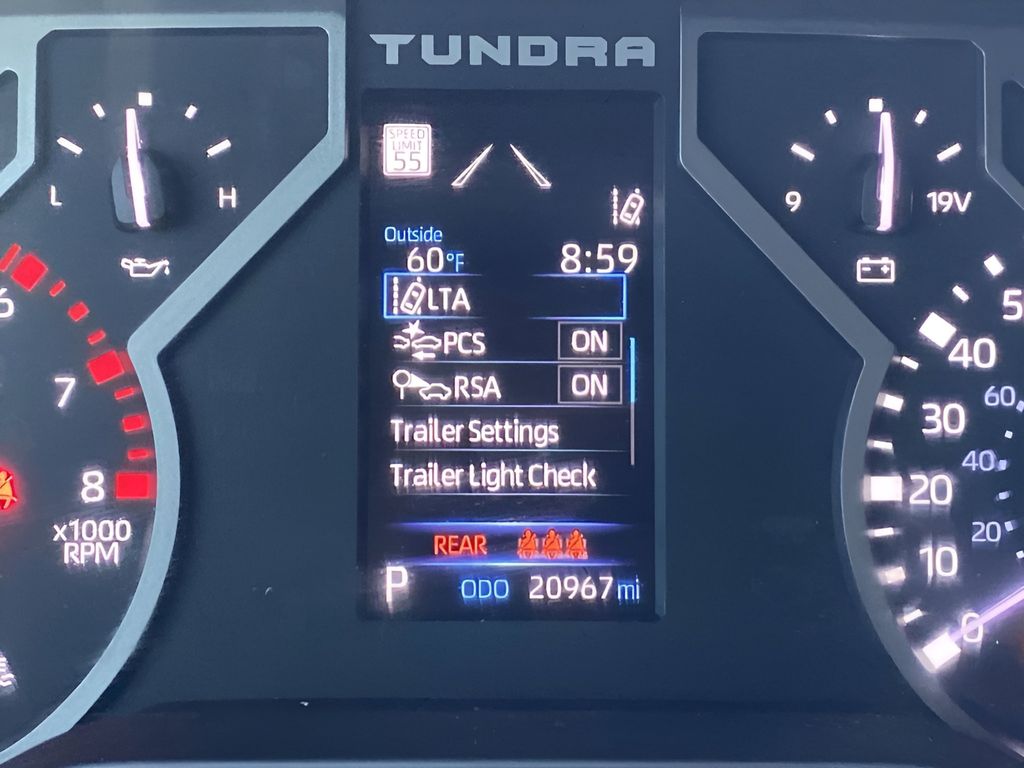 TUNDRA
SPEED
LIMIT
55
L
H
9
19V
Outside
60°F
8:59
LTA
PCS ON
RSA ON
Trailer Settings
Trailer Light Check
REAR
P ODO 20967 mi
6
7
8
x1000
RPM
5
40
30
20
10
0
60
40
20